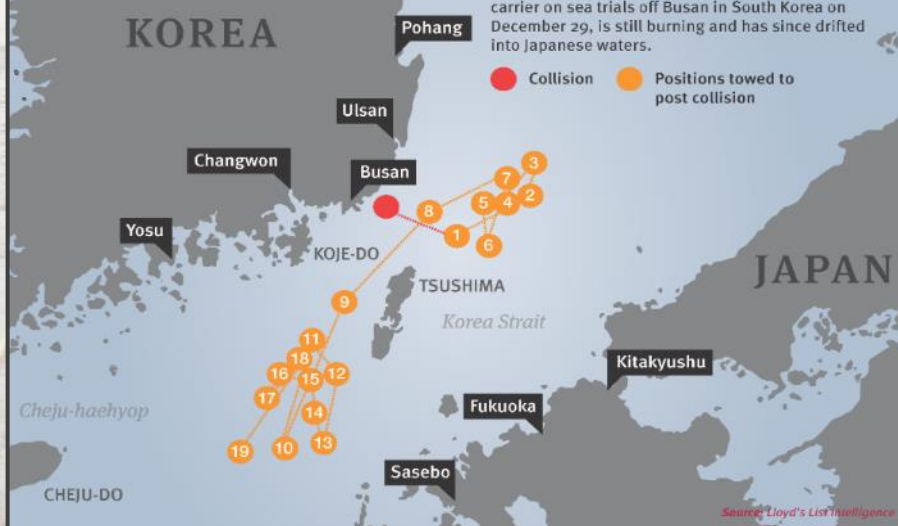 carrier on sea trials off Busan in South Korea on
December 29, is still burning and has since drifted
into Japanese waters.
Collision
Positions towed to
post collision
KOREA
Pohang
Ulsan
Changwon
Busan
Yosu
KOJE-DO
TSUSHIMA
Korea Strait
JAPAN
Kitakyushu
Fukuoka
Sasebo
Cheju-haehyop
CHEJU-DO
3
7
2
5
4
8
1
6
9
11
18
16
15
12
17
14
19
10
13
Source: Lloyd's List Intelligence